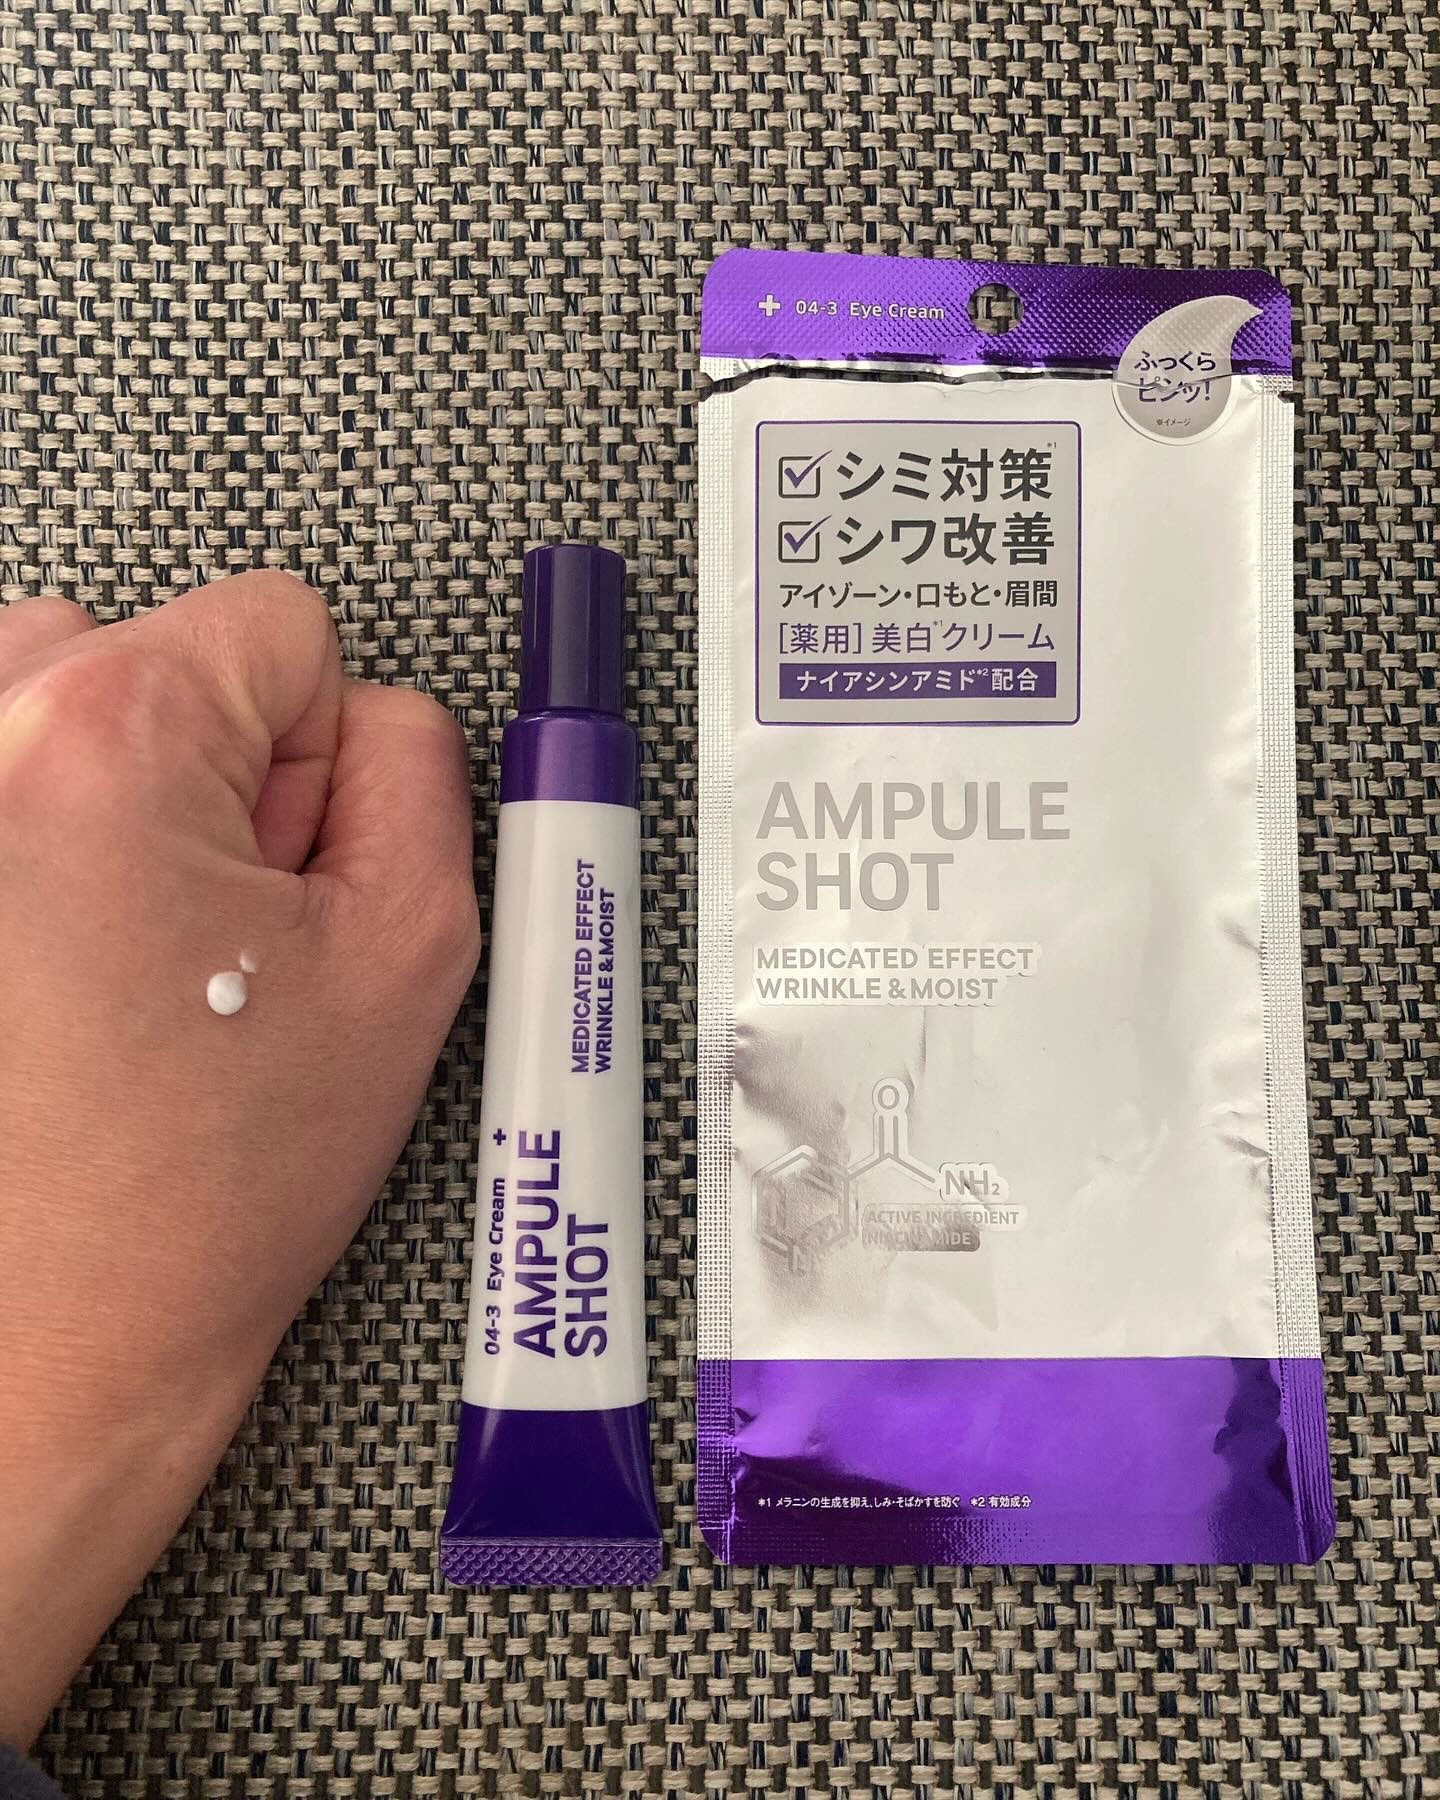 04-3 Eye Cream
ふっくら
ピンッ!
※イメージ
シミ対策*1
シワ改善
アイゾーン・口もと・眉間
[薬用]美白*1クリーム
ナイアシンアミド*2配合
AMPULE
SHOT
MEDICATED EFFECT
WRINKLE & MOIST
O
NH2
N
ACTIVE INGREDIENT
NIACINAMIDE
*1 メラニンの生成を抑え、しみ・そばかすを防ぐ *2 有効成分
04-3 Eye Cream
AMPULE
SHOT
MEDICATED EFFECT
WRINKLE & MOIST